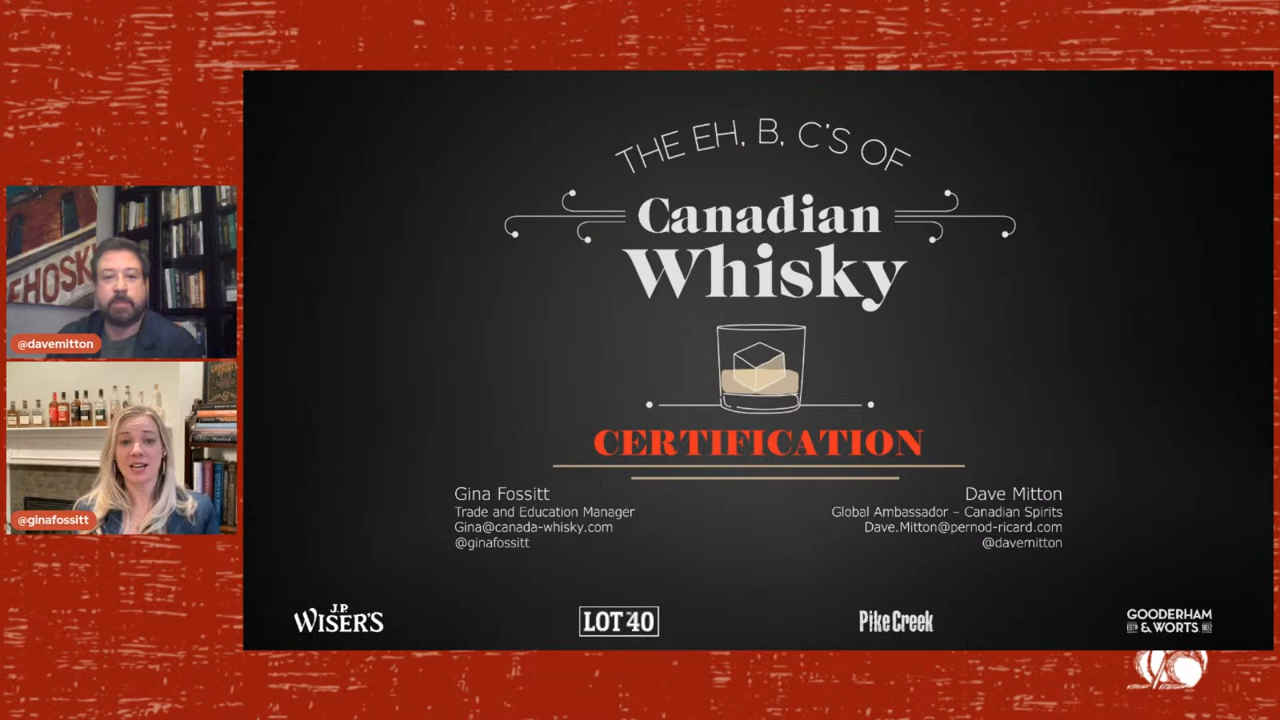 EHOSK
@davemitton
@ginafossitt
THE EH, B, C'S OF
Canadian
Whisky
CERTIFICATION
Gina Fossitt
Trade and Education Manager
Gina@canada-whisky.com
@ginafossitt
Dave Mitton
Global Ambassador – Canadian Spirits
Dave.Mitton@pernod-ricard.com
@davemitton
J.P.
WISER'S
LOT 40
Pike Creek
GOODERHAM
& WORTS